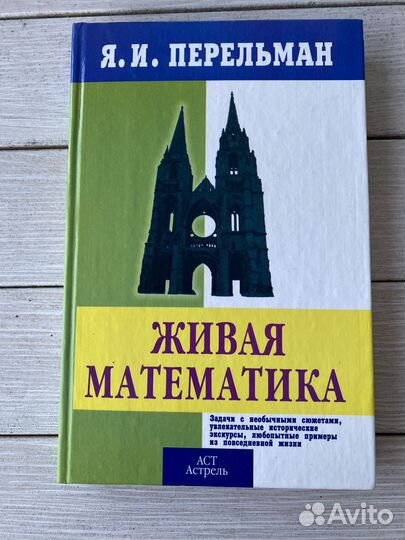 Я. И. ПЕРЕЛЬМАН
ЖИВАЯ
МАТЕМАТИКА
Задачи с необычными сюжетами,
увлекательные исторические
экскурсы, любопытные примеры
из повседневной жизни
АСТ
Астрель
Avito